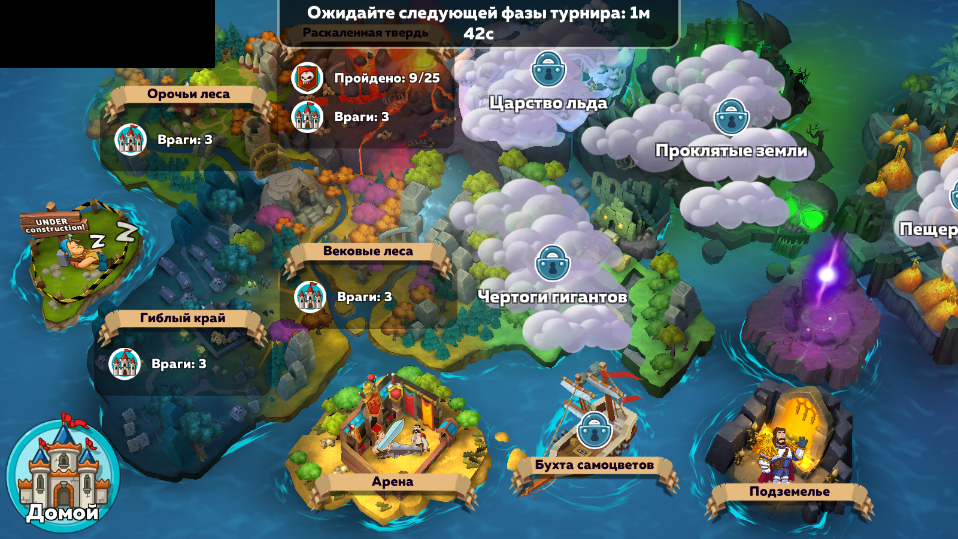 Ожидайте следующей фазы турнира: 1м
42с
Раскаленная твердь
Пройдено: 9/25
Враги: 3
Орочьи леса
Враги: 3
Царство льда
Проклятые земли
Пещер
UNDER
construction!
Z Z
Вековые леса
Враги: 3
Чертоги гигантов
Гиблый край
Враги: 3
Домой
Арена
Бухта самоцветов
Подземелье